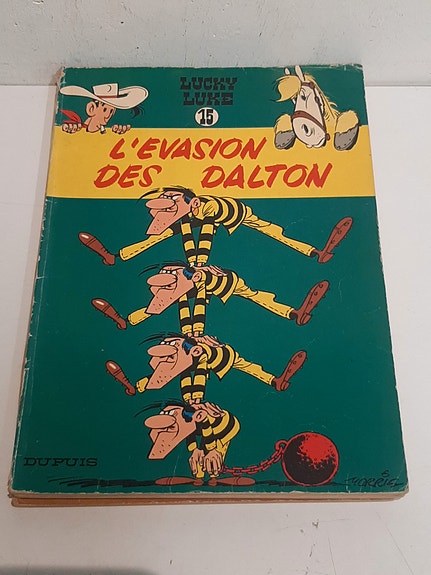 LUCKY
LUKE
15
L'EVASION
DES DALTON
DUPUIS
MORRIS